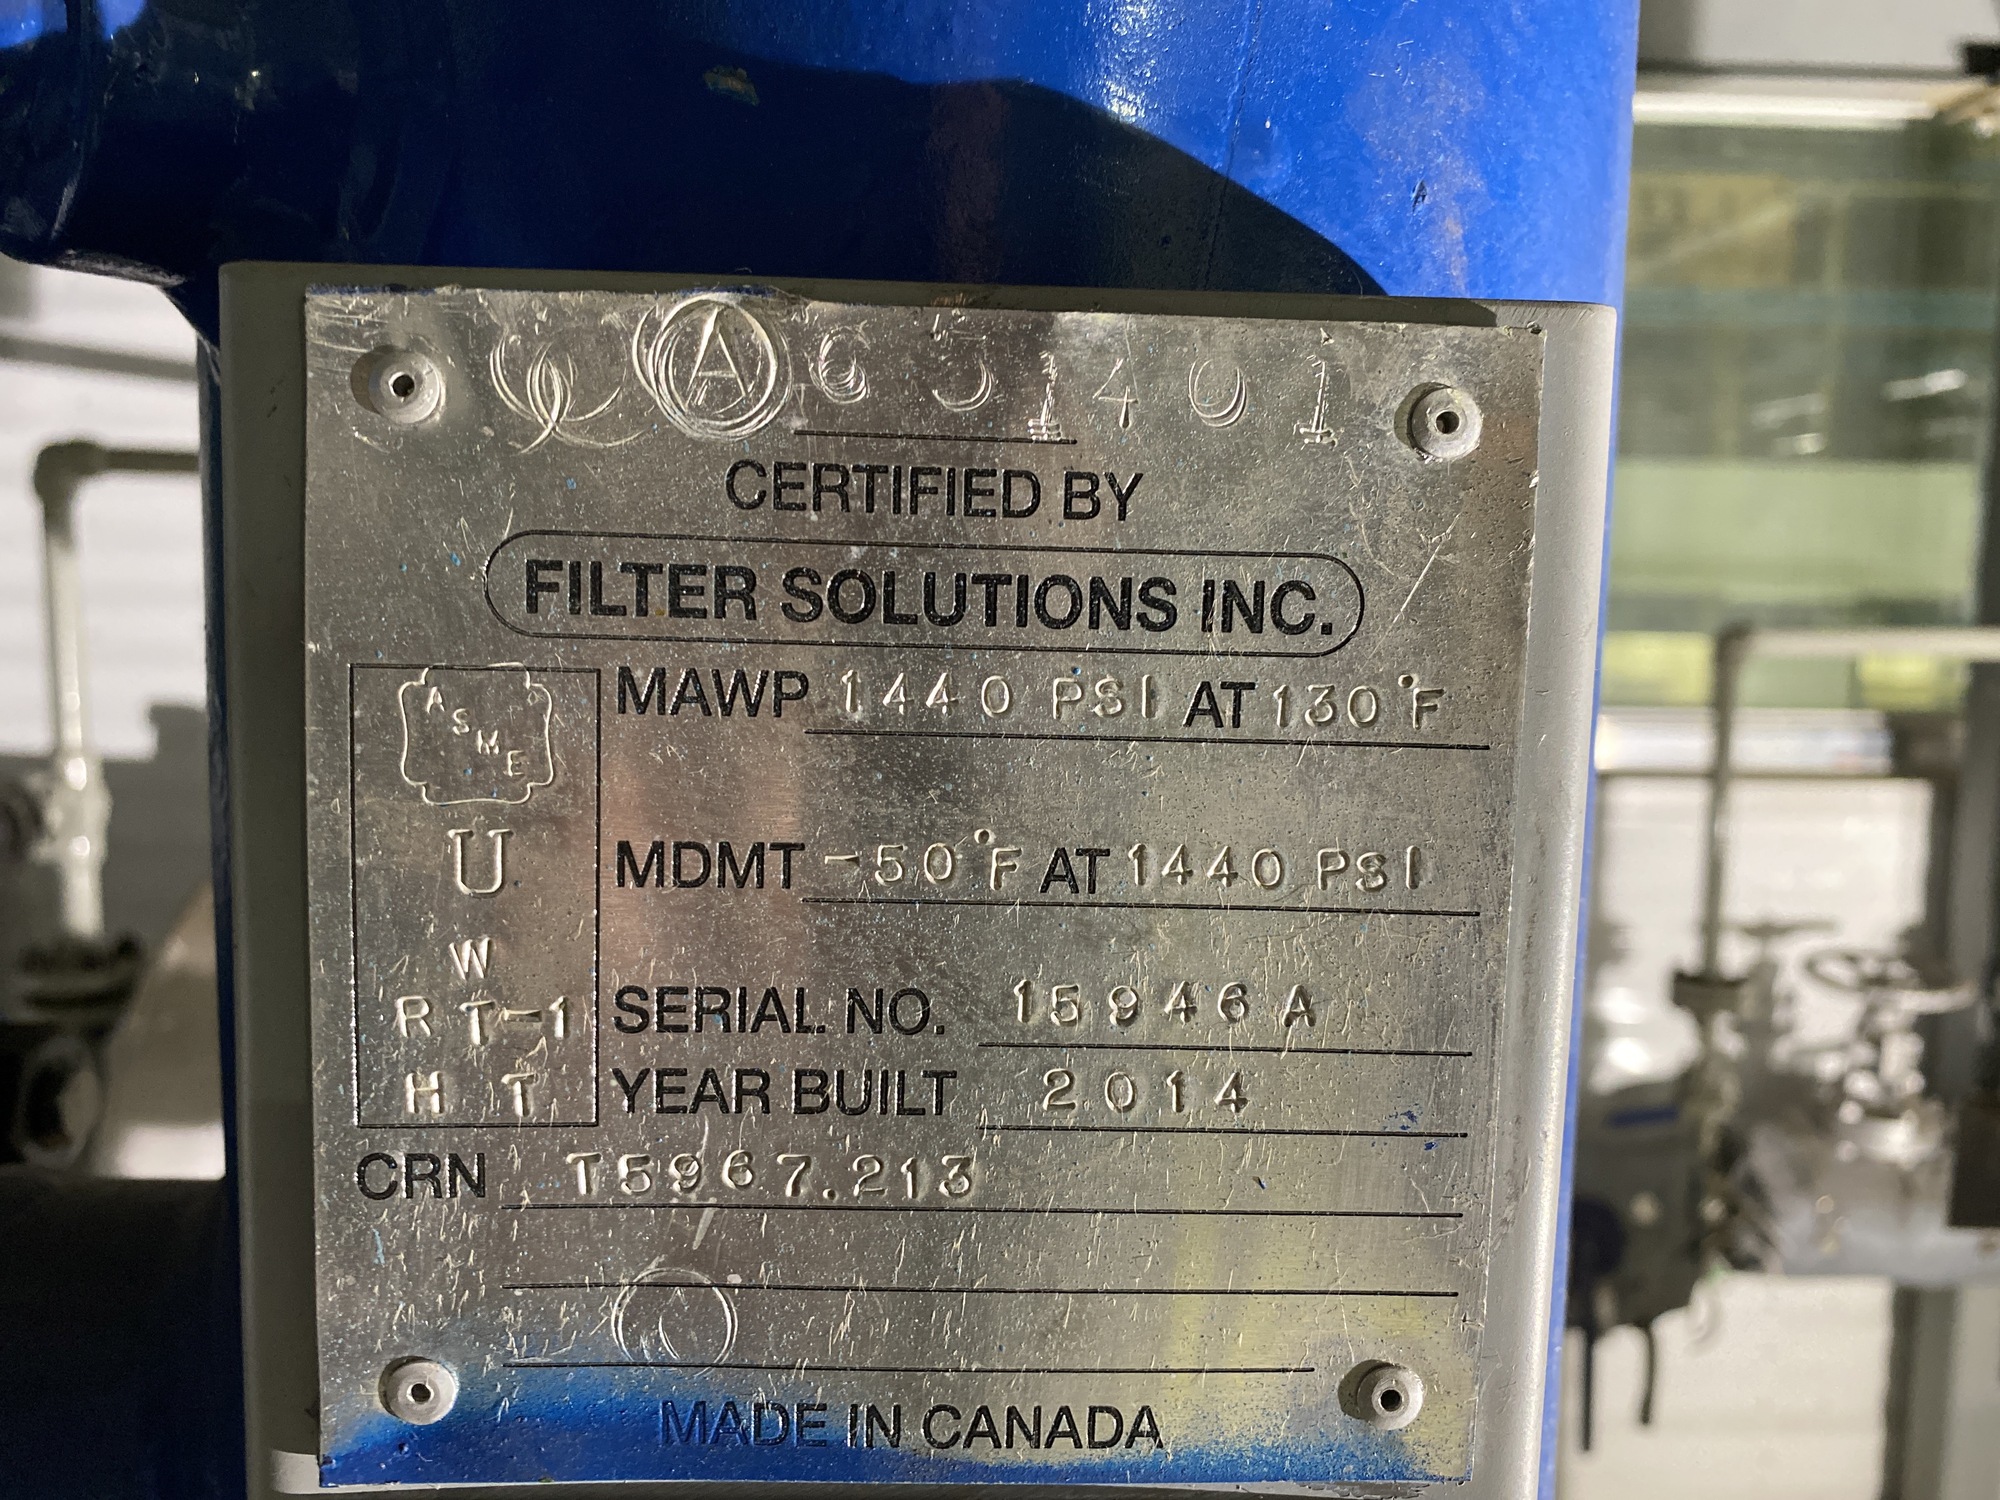 A 651401
CERTIFIED BY
FILTER SOLUTIONS INC.
ASME
U
W
RT-1
HT
MAWP 1440 PSI AT 130°F
MDMT -50°F AT 1440 PSI
SERIAL NO. 15946A
YEAR BUILT 2014
CRN T5967.213
MADE IN CANADA